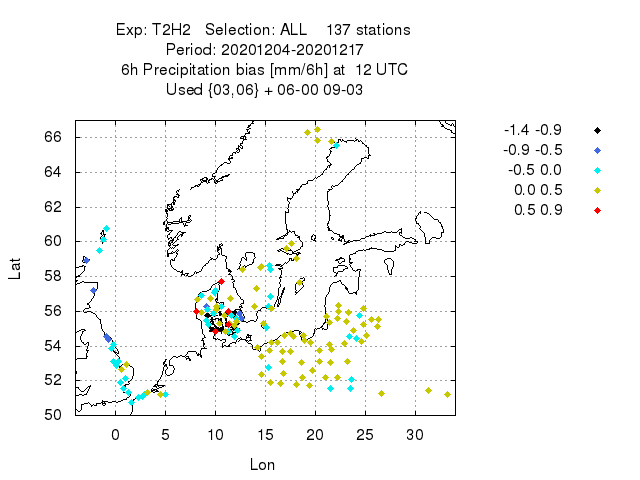 Exp: T2H2 Selection: ALL 137 stations
Period: 20201204-20201217
6h Precipitation bias [mm/6h] at 12 UTC
Used {03,06} + 06-00 09-03
-1.4 -0.9
-0.9 -0.5
-0.5 0.0
0.0 0.5
0.5 0.9
66
64
62
60
58
56
54
52
50
Lat
0 5 10 15 20 25 30
Lon